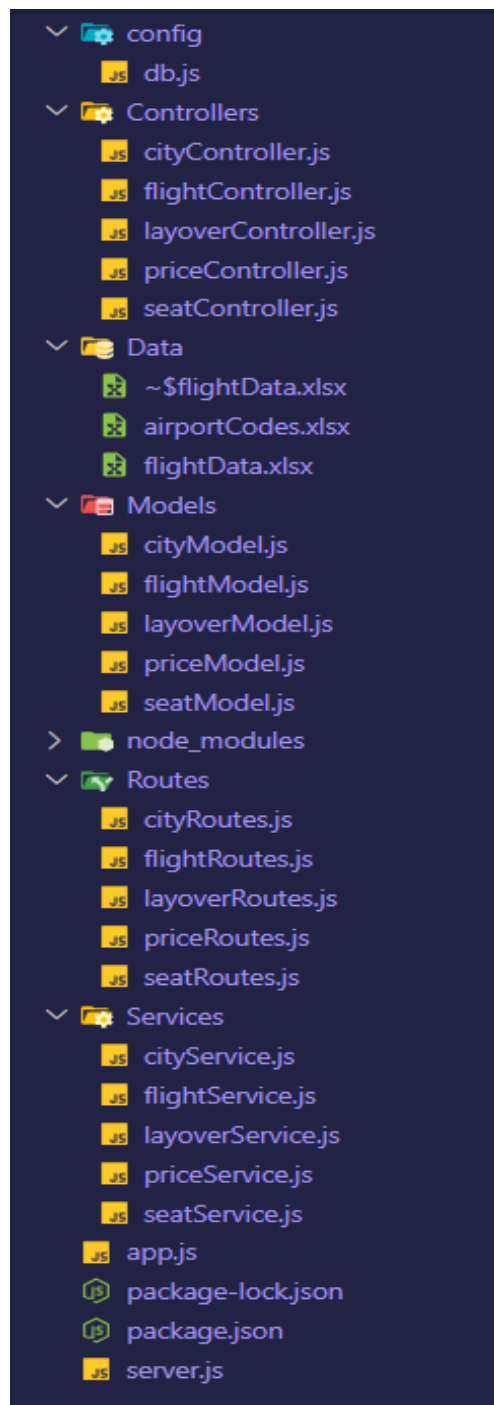 config
db.js
Controllers
cityController.js
flightController.js
layoverController.js
priceController.js
seatController.js
Data
~$flightData.xlsx
airportCodes.xlsx
flightData.xlsx
Models
cityModel.js
flightModel.js
layoverModel.js
priceModel.js
seatModel.js
node_modules
Routes
cityRoutes.js
flightRoutes.js
layoverRoutes.js
priceRoutes.js
seatRoutes.js
Services
cityService.js
flightService.js
layoverService.js
priceService.js
seatService.js
app.js
package-lock.json
package.json
server.js